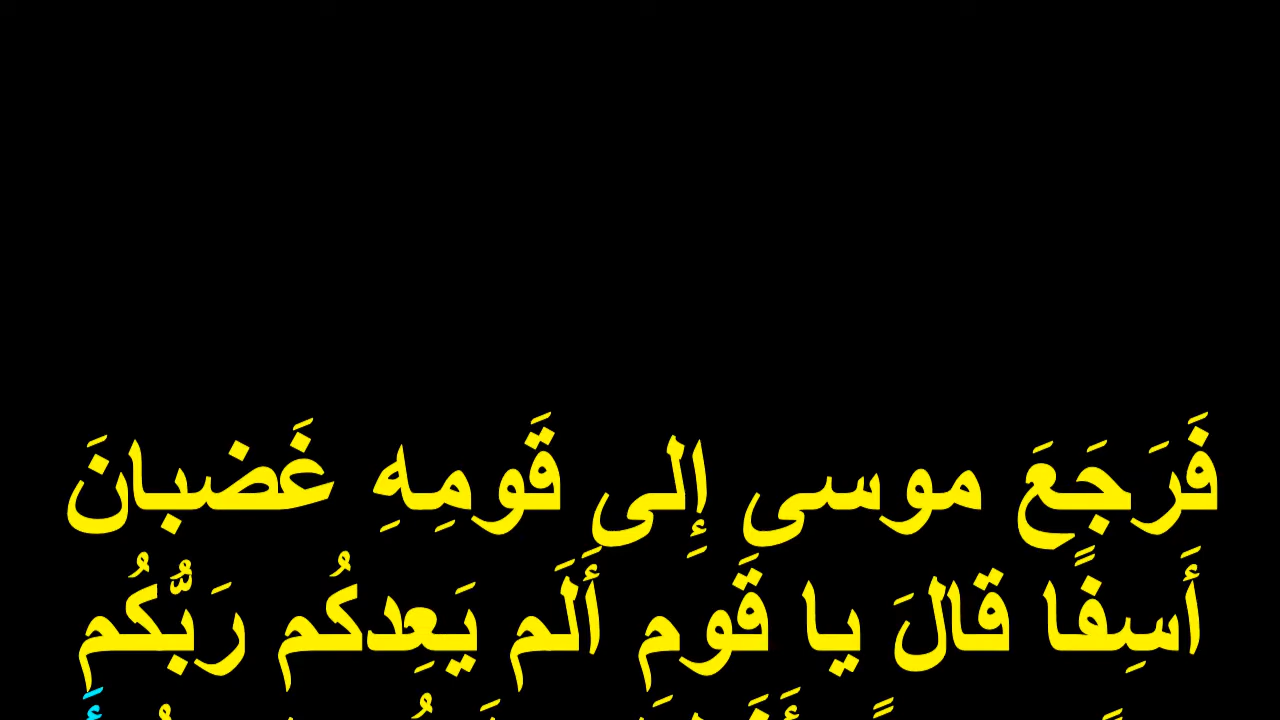 فَرَجَعَ موسى إِلى قَومِهِ غَضبانَ
أَسِفًا قالَ يا قَومِ أَلَم يَعِدكُم رَبُّكُم